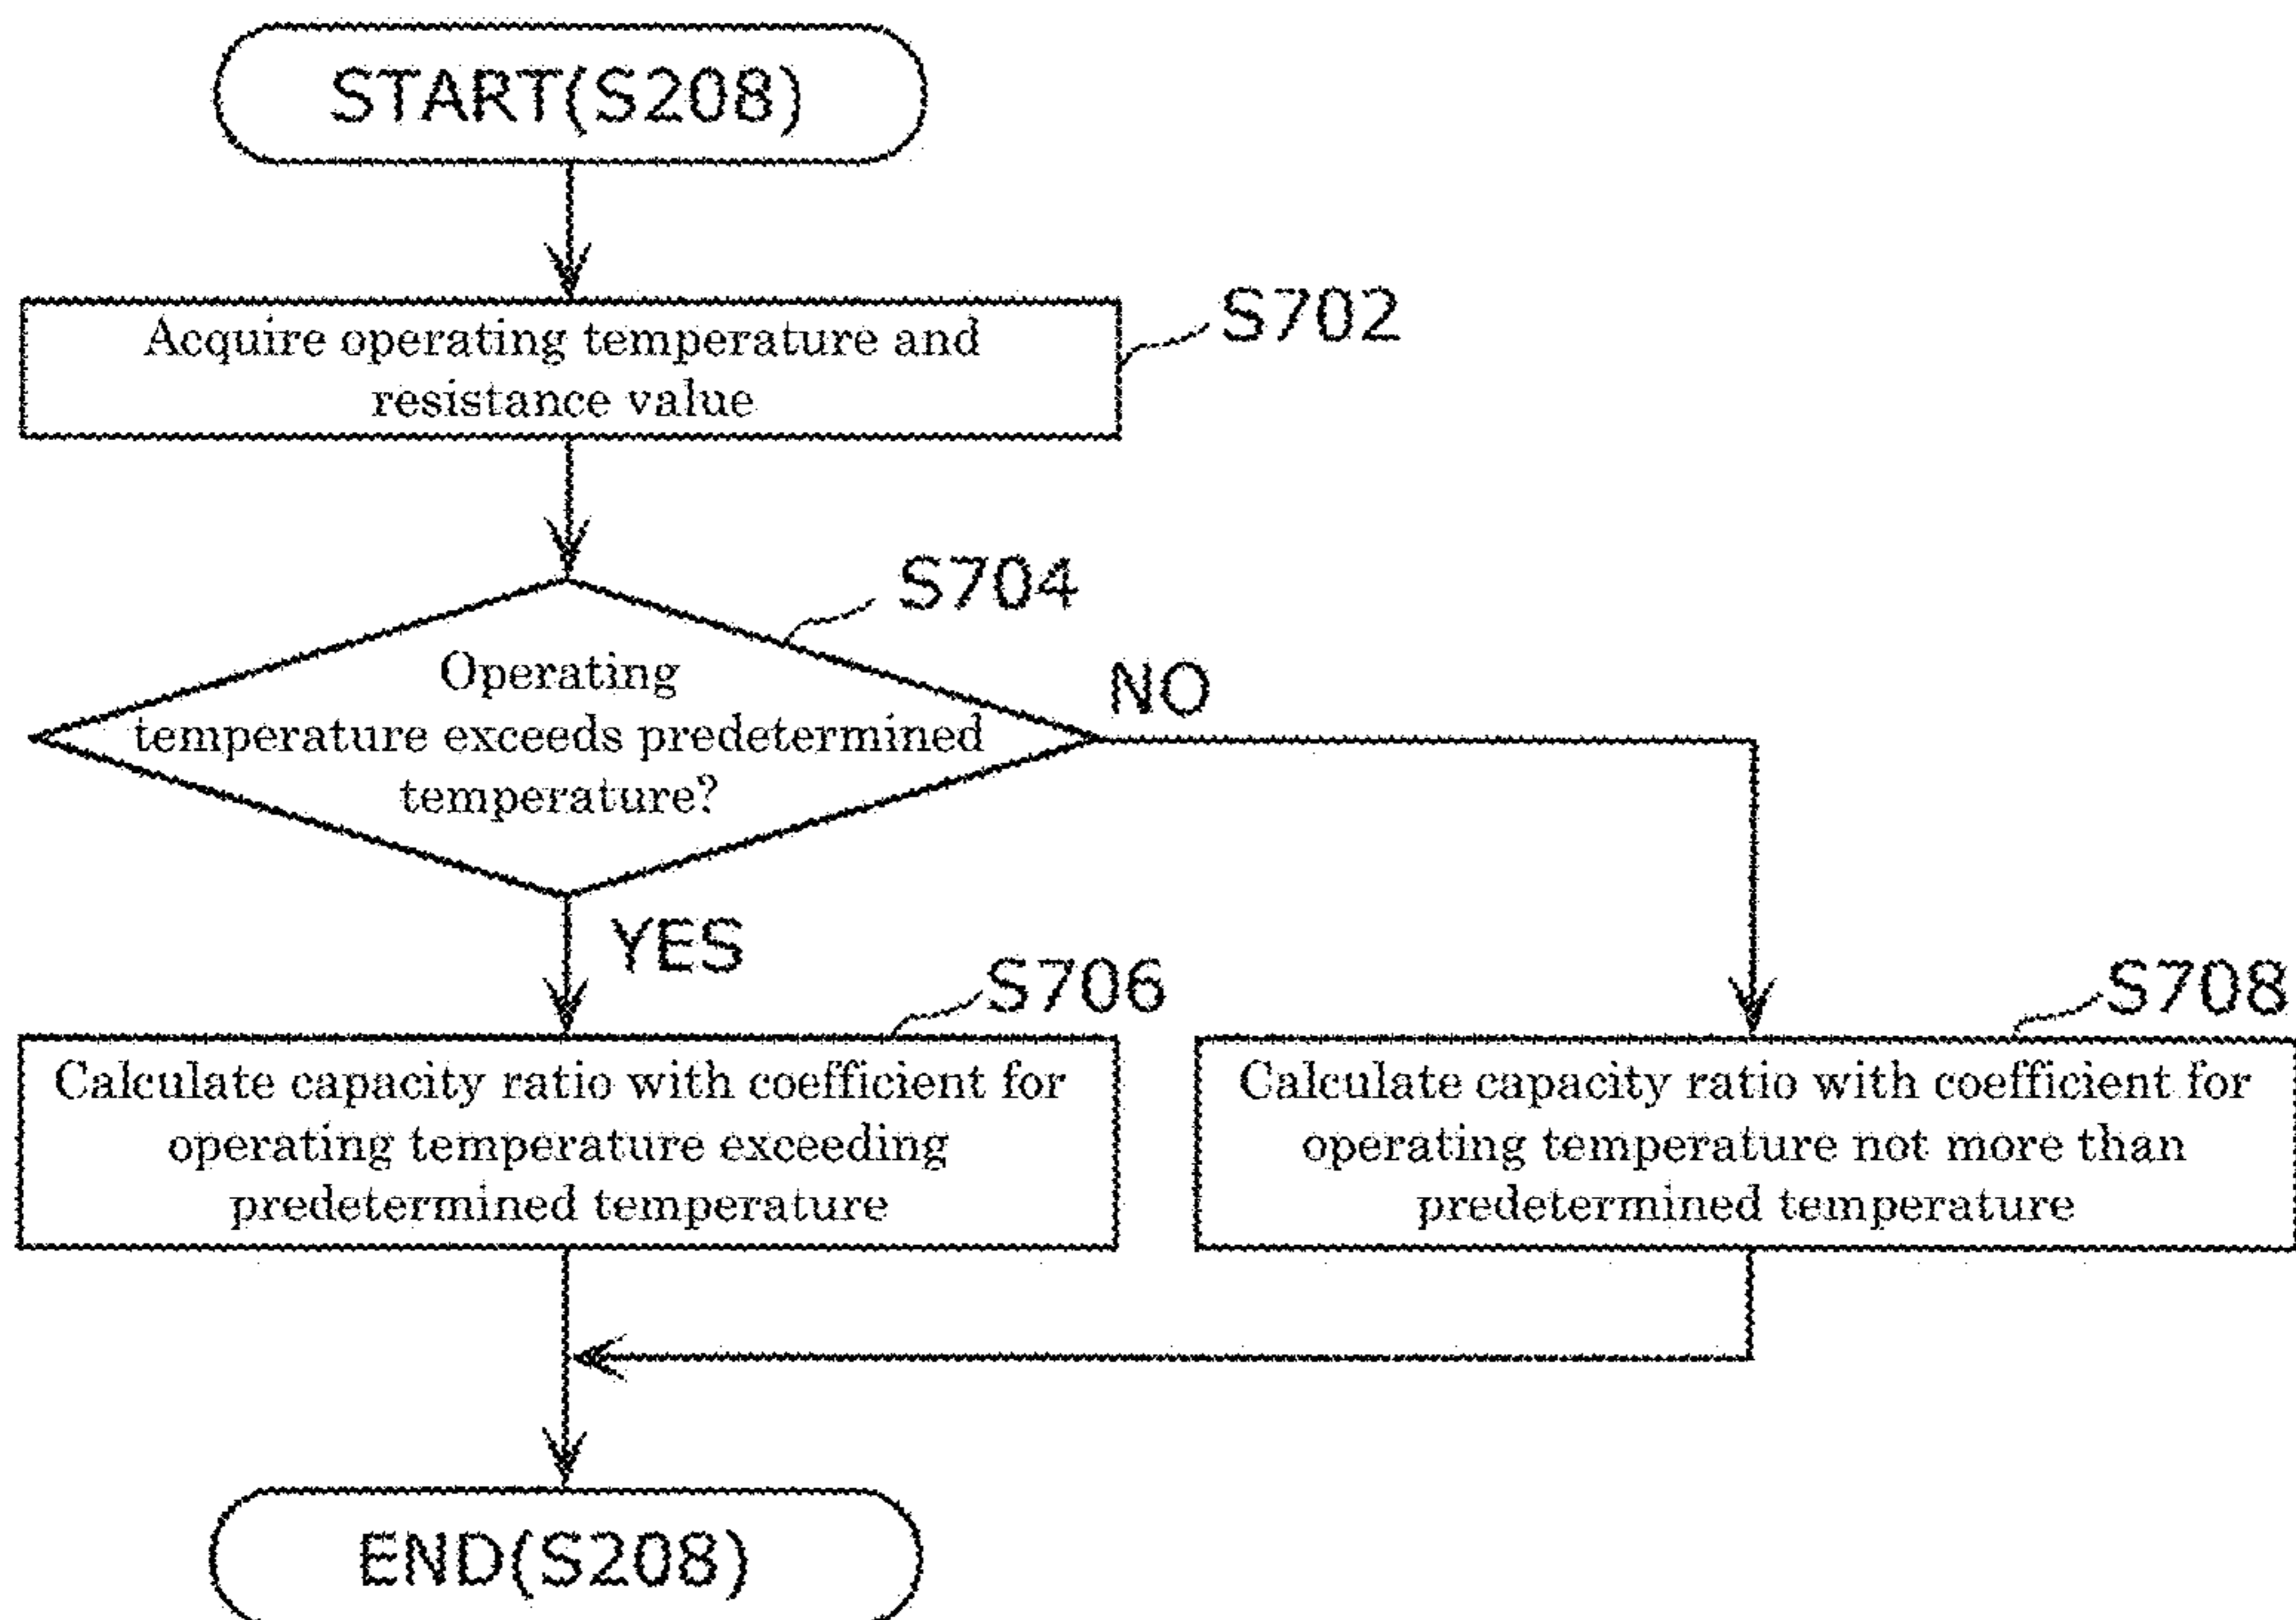 START(S208)
Acquire operating temperature and
resistance value
S702
S704
Operating
temperature exceeds predetermined
temperature?
NO
YES
S706
Calculate capacity ratio with coefficient for
operating temperature exceeding
predetermined temperature
S708
Calculate capacity ratio with coefficient for
operating temperature not more than
predetermined temperature
END(S208)